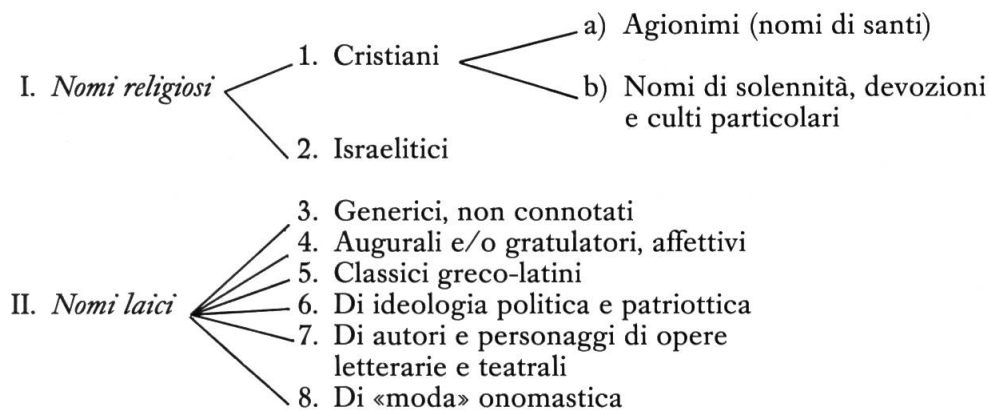 a) Agionimi (nomi di santi)
1. Cristiani
I. Nomi religiosi
b) Nomi di solennità, devozioni
e culti particolari
2. Israelitici
3. Generici, non connotati
4. Augurali e/o gratulatori, affettivi
5. Classici greco-latini
II. Nomi laici
6. Di ideologia politica e patriottica
7. Di autori e personaggi di opere
letterarie e teatrali
8. Di «moda» onomastica